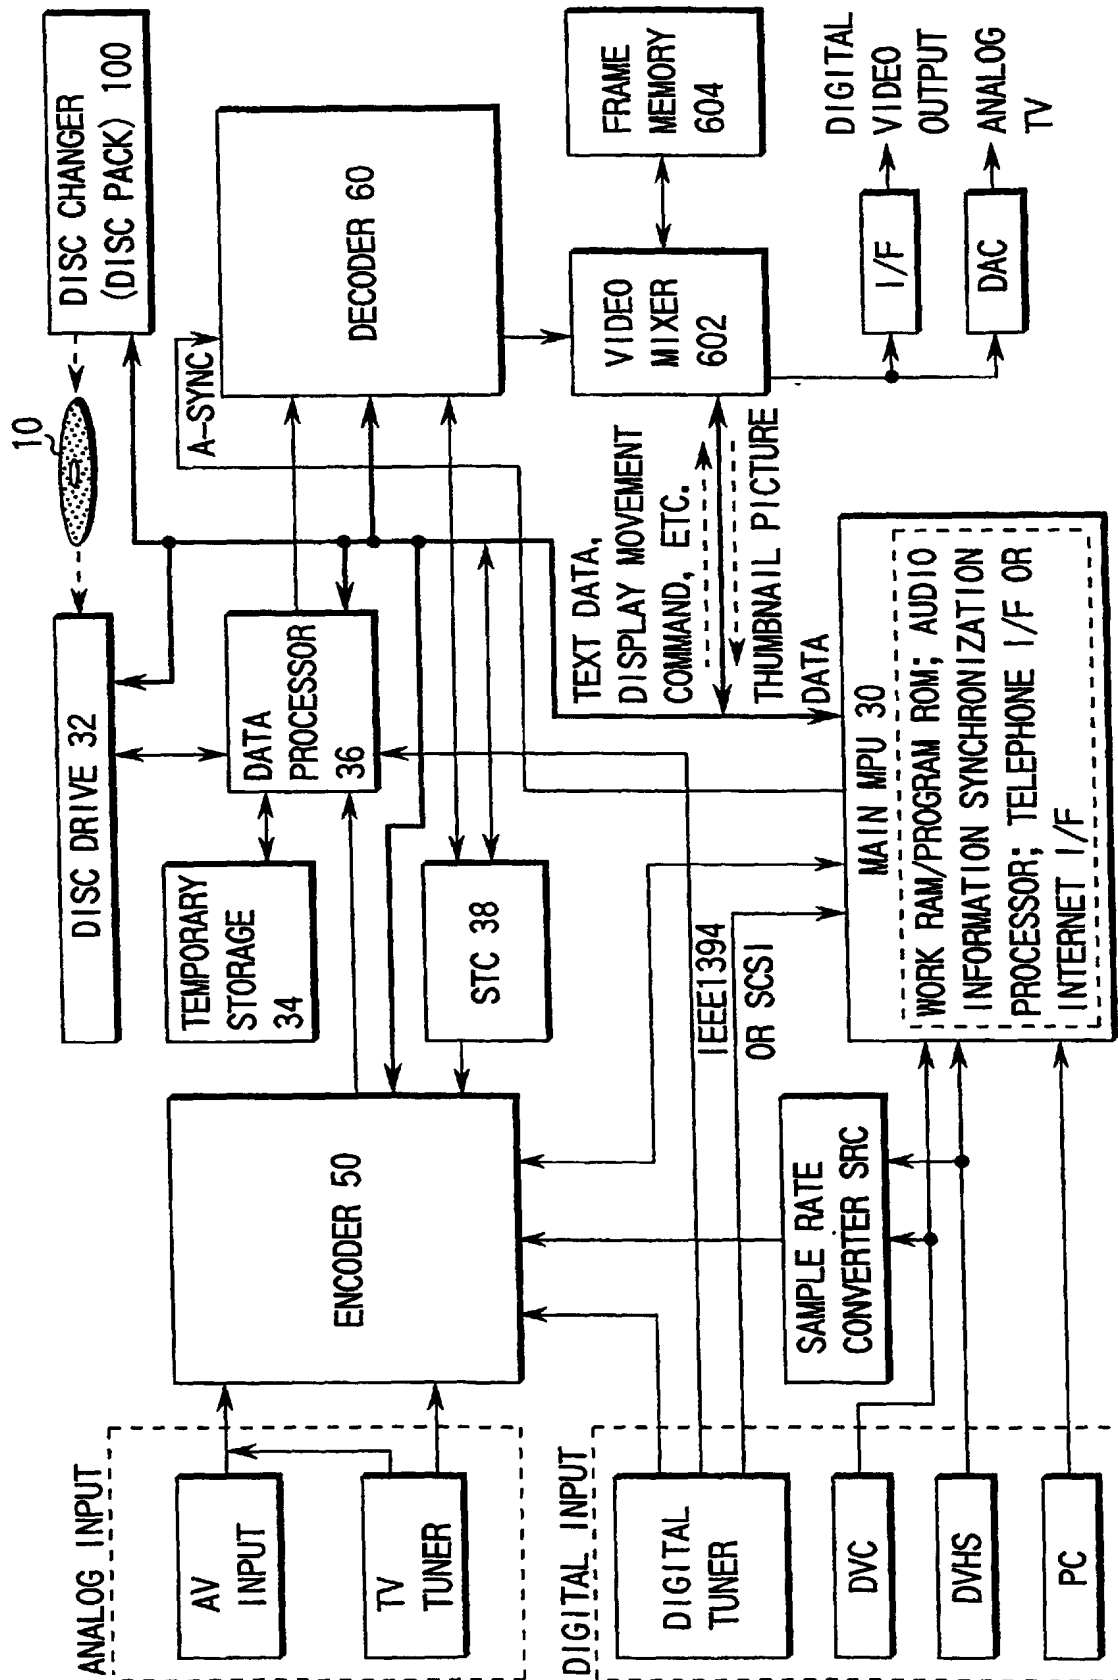 ANALOG INPUT
AV
INPUT
TV
TUNER
DIGITAL INPUT
DIGITAL
TUNER
DVC
DVHS
PC
ENCODER 50
SAMPLE RATE
CONVERTER SRC
DISC DRIVE 32
TEMPORARY
STORAGE
34
DATA
PROCESSOR
36
STC 38
IEEE1394
OR SCSI
MAIN MPU 30
WORK RAM/PROGRAM ROM; AUDIO
INFORMATION SYNCHRONIZATION
PROCESSOR; TELEPHONE I/F OR
INTERNET I/F
10
DISC CHANGER
(DISC PACK) 100
A-SYNC
DECODER 60
TEXT DATA,
DISPLAY MOVEMENT
COMMAND, ETC.
THUMBNAIL PICTURE
DATA
VIDEO
MIXER
602
FRAME
MEMORY
604
I/F
DAC
DIGITAL
VIDEO
OUTPUT
ANALOG
TV